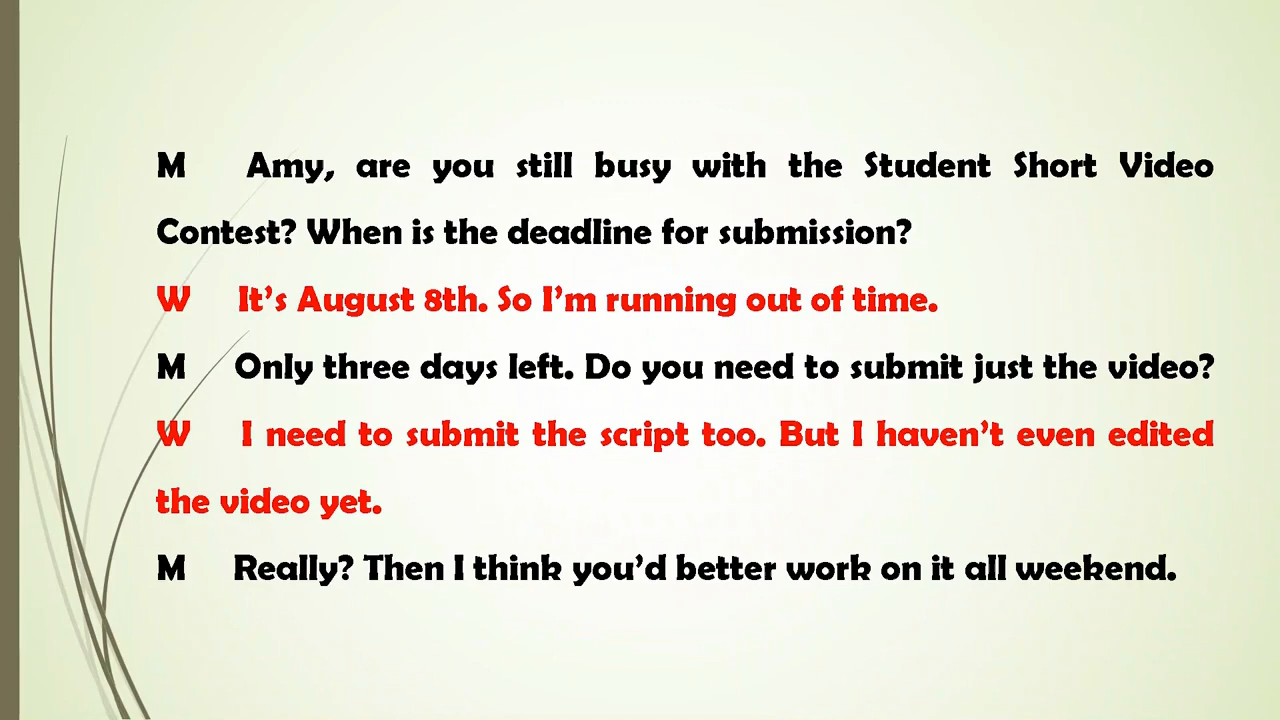 M Amy, are you still busy with the Student Short Video
Contest? When is the deadline for submission?
W It's August 8th. So I'm running out of time.
M Only three days left. Do you need to submit just the video?
W I need to submit the script too. But I haven't even edited
the video yet.
M Really? Then I think you'd better work on it all weekend.